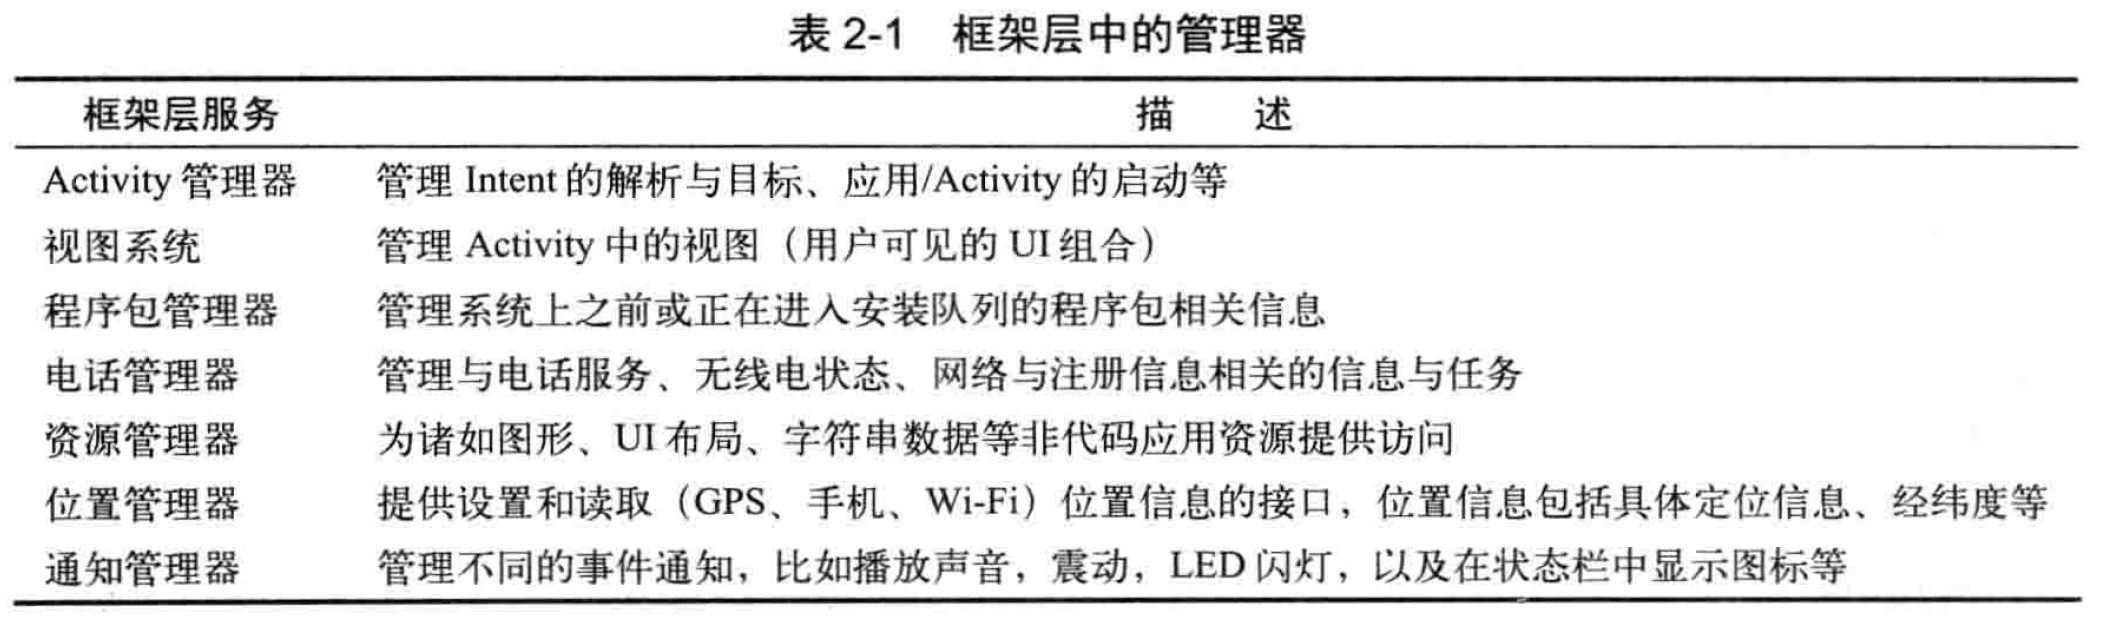 表 2-1 框架层中的管理器
框架层服务 描 述
Activity 管理器 管理 Intent 的解析与目标、应用/Activity 的启动等
视图系统 管理 Activity 中的视图（用户可见的 UI 组合）
程序包管理器 管理系统上之前或正在进入安装队列的程序包相关信息
电话管理器 管理与电话服务、无线电状态、网络与注册信息相关的信息与任务
资源管理器 为诸如图形、UI 布局、字符串数据等非代码应用资源提供访问
位置管理器 提供设置和读取（GPS、手机、Wi-Fi）位置信息的接口，位置信息包括具体定位信息、经纬度等
通知管理器 管理不同的事件通知，比如播放声音，震动，LED 闪灯，以及在状态栏中显示图标等